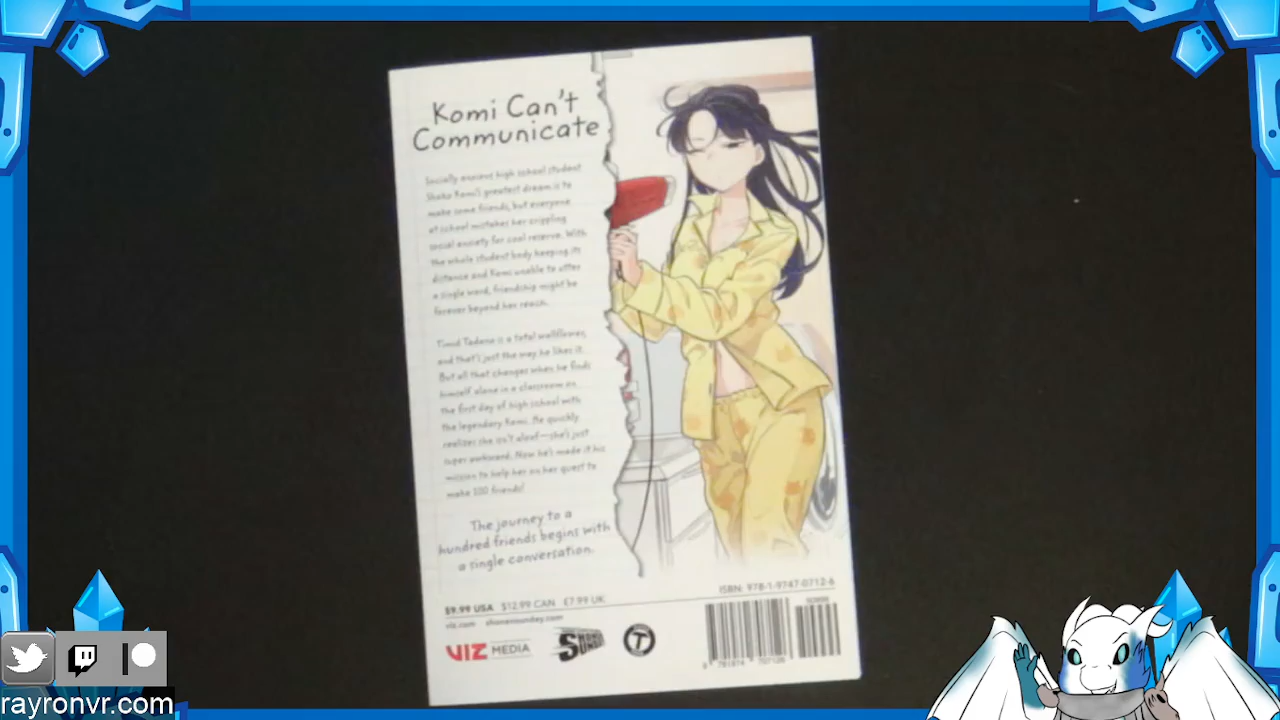 Komi Can't
Communicate
Socially anxious high school student
Shoko Komi's greatest dream is to
make some friends, but everyone
at school mistakes her crippling
social anxiety for cool reserve. With
the whole student body keeping its
distance and Komi unable to utter
a single word, friendship might be
forever beyond her reach.
Timid Tadano is a total wallflower,
and that's just the way he likes it.
But all that changes when he finds
himself alone in a classroom on
the first day of high school with
the legendary Komi. He quickly
realizes she isn't aloof—she's just
super awkward. Now he's made it his
mission to help her on her quest to
make 100 friends!
The journey to a
hundred friends begins with
a single conversation.
ISBN: 978-1-9747-0712-6
$9.99 USA $12.99 CAN £7.99 UK
viz.com shonensunday.com
VIZ MEDIA
T
rayronvr.com